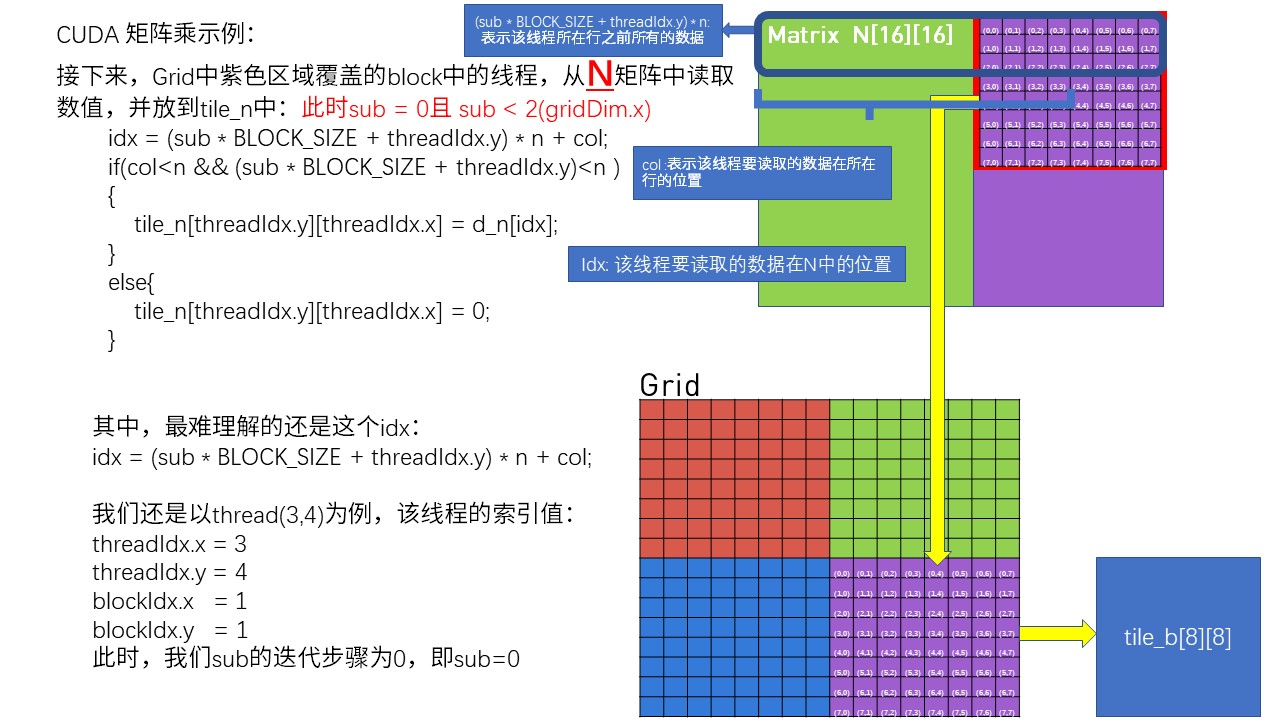 CUDA 矩阵乘示例：
接下来，Grid中紫色区域覆盖的block中的线程，从N矩阵中读取
数值，并放到tile_n中：此时sub = 0且 sub < 2(gridDim.x)
idx = (sub * BLOCK_SIZE + threadIdx.y) * n + col;
if(col<n && (sub * BLOCK_SIZE + threadIdx.y)<n )
{
tile_n[threadIdx.y][threadIdx.x] = d_n[idx];
}
else{
tile_n[threadIdx.y][threadIdx.x] = 0;
}
其中，最难理解的还是这个idx：
idx = (sub * BLOCK_SIZE + threadIdx.y) * n + col;
我们还是以thread(3,4)为例，该线程的索引值：
threadIdx.x = 3
threadIdx.y = 4
blockIdx.x = 1
blockIdx.y = 1
此时，我们sub的迭代步骤为0，即sub=0
(sub * BLOCK_SIZE + threadIdx.y) * n:
表示该线程所在行之前所有的数据
Matrix N[16][16]
(0,0) (0,1) (0,2) (0,3) (0,4) (0,5) (0,6) (0,7)
(1,0) (1,1) (1,2) (1,3) (1,4) (1,5) (1,6) (1,7)
(2,0) (2,1) (2,2) (2,3) (2,4) (2,5) (2,6) (2,7)
(3,0) (3,1) (3,2) (3,3) (3,4) (3,5) (3,6) (3,7)
(4,4) (4,5) (4,6) (4,7)
(5,0) (5,1) (5,2) (5,3) (5,4) (5,5) (5,6) (5,7)
(6,0) (6,1) (6,2) (6,3) (6,4) (6,5) (6,6) (6,7)
(7,0) (7,1) (7,2) (7,3) (7,4) (7,5) (7,6) (7,7)
col :表示该线程要读取的数据在所在
行的位置
Idx: 该线程要读取的数据在N中的位置
Grid
(0,0) (0,1) (0,2) (0,3) (0,4) (0,5) (0,6) (0,7)
(1,0) (1,1) (1,2) (1,3) (1,4) (1,5) (1,6) (1,7)
(2,0) (2,1) (2,2) (2,3) (2,4) (2,5) (2,6) (2,7)
(3,0) (3,1) (3,2) (3,3) (3,4) (3,5) (3,6) (3,7)
(4,0) (4,1) (4,2) (4,3) (4,4) (4,5) (4,6) (4,7)
(5,0) (5,1) (5,2) (5,3) (5,4) (5,5) (5,6) (5,7)
(6,0) (6,1) (6,2) (6,3) (6,4) (6,5) (6,6) (6,7)
(7,0) (7,1) (7,2) (7,3) (7,4) (7,5) (7,6) (7,7)
tile_b[8][8]